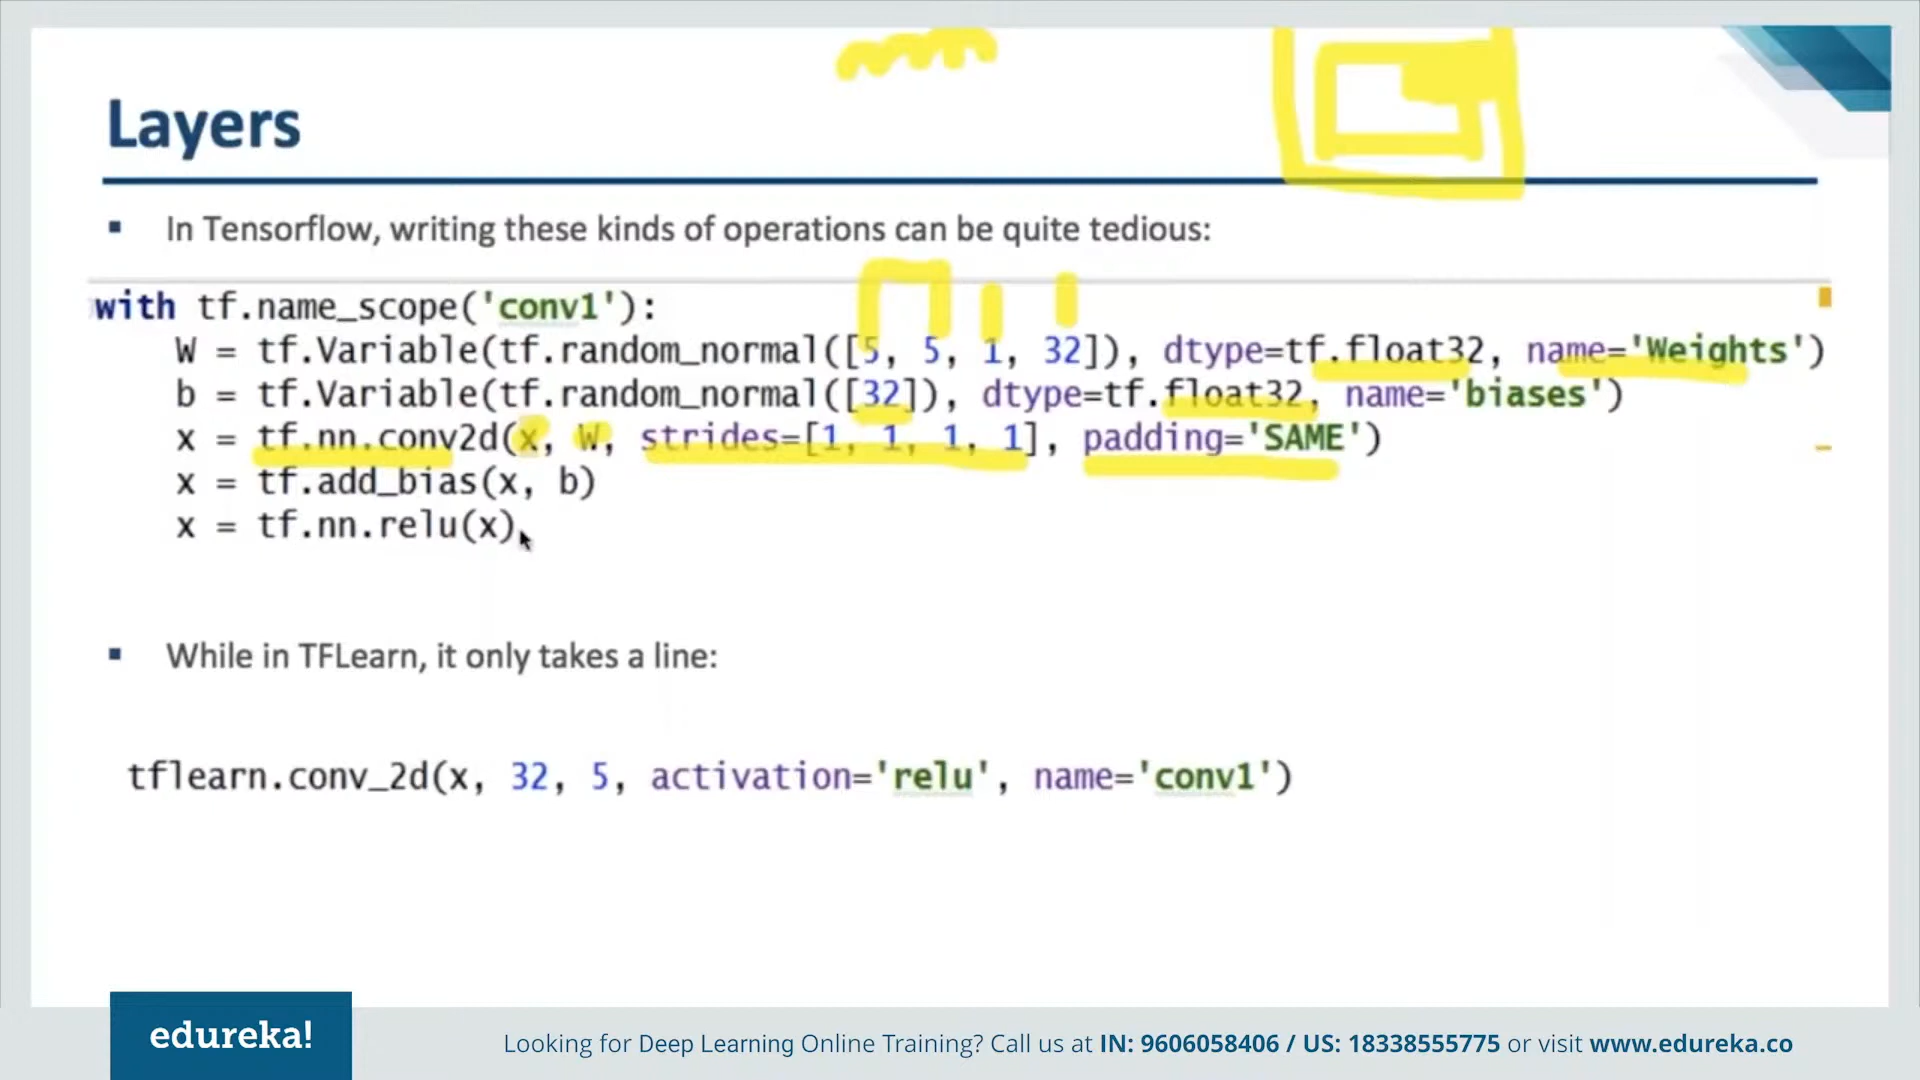 Layers
▪ In Tensorflow, writing these kinds of operations can be quite tedious:
with tf.name_scope('conv1'):
W = tf.Variable(tf.random_normal([5, 5, 1, 32]), dtype=tf.float32, name='Weights')
b = tf.Variable(tf.random_normal([32]), dtype=tf.float32, name='biases')
x = tf.nn.conv2d(x, W, strides=[1, 1, 1, 1], padding='SAME')
x = tf.add_bias(x, b)
x = tf.nn.relu(x)
▪ While in TFLearn, it only takes a line:
tflearn.conv_2d(x, 32, 5, activation='relu', name='conv1')
edureka!
Looking for Deep Learning Online Training? Call us at IN: 9606058406 / US: 18338555775 or visit www.edureka.co